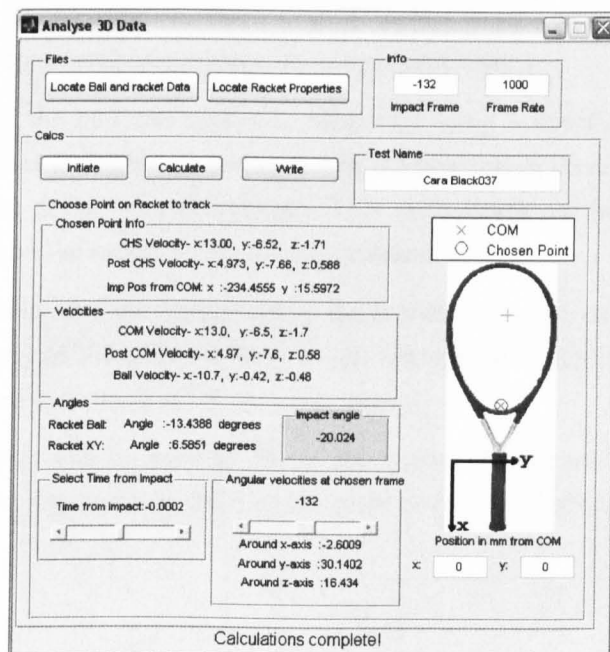 Analyse 3D Data
Files
Locate Ball and racket Data
Locate Racket Properties
Info
-132
1000
Impact Frame
Frame Rate
Calcs
Initiate
Calculate
Write
Test Name
Cara Black037
Choose Point on Racket to track
Chosen Point Info
CHS Velocity- x:13.00, y:-6.52, z:-1.71
Post CHS Velocity- x:4.973, y:-7.66, z:0.588
Imp Pos from COM: x :-234.4555 y :15.5972
COM
Chosen Point
Velocities
COM Velocity- x:13.0, y:-6.5, z:-1.7
Post COM Velocity- x:4.97, y:-7.6, z:0.58
Ball Velocity- x:-10.7, y:-0.42, z:-0.48
Angles
Racket Ball: Angle :-13.4388 degrees
Racket XY: Angle :6.5851 degrees
Impact angle
-20.024
Select Time from Impact
Time from impact:-0.0002
Angular velocities at chosen frame
-132
Around x-axis :-2.6009
Around y-axis :30.1402
Around z-axis :16.434
y
x
Position in mm from COM
x: 0 y: 0
Calculations complete!